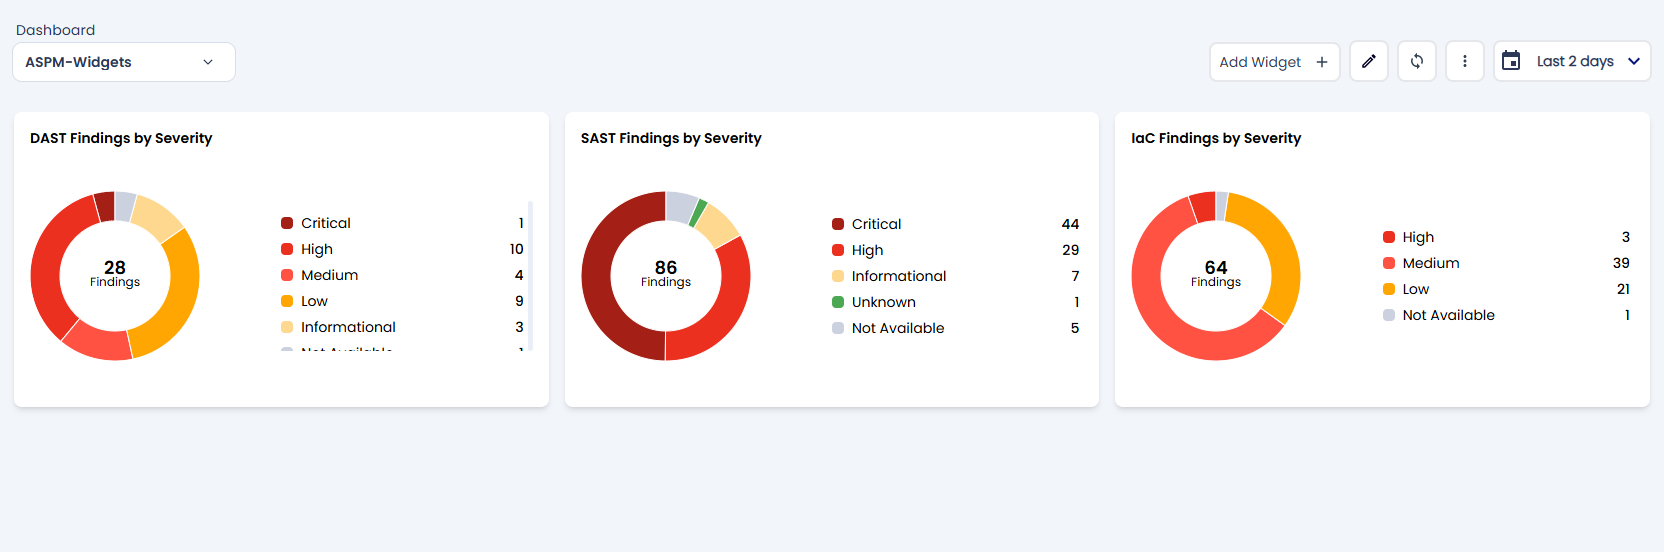 Dashboard
ASPM-Widgets
Add Widget +
Last 2 days
DAST Findings by Severity
28
Findings
Critical 1
High 10
Medium 4
Low 9
Informational 3
Not Available 1
SAST Findings by Severity
86
Findings
Critical 44
High 29
Informational 7
Unknown 1
Not Available 5
IaC Findings by Severity
64
Findings
High 3
Medium 39
Low 21
Not Available 1